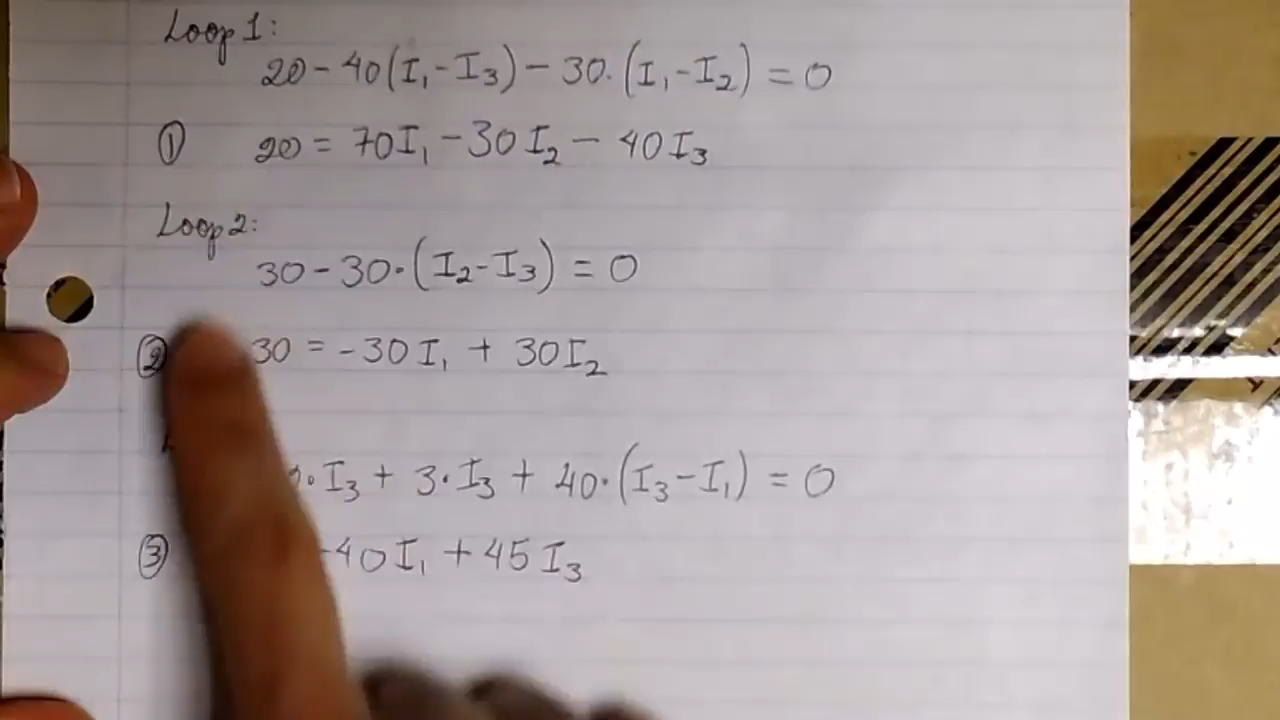 Loop 1:
20 - 40(I₁ - I₃) - 30·(I₁ - I₂) = 0
① 20 = 70I₁ - 30I₂ - 40I₃
Loop 2:
30 - 30·(I₂ - I₃) = 0
② 30 = -30I₁ + 30I₂
·I₃ + 3·I₃ + 40·(I₃ - I₁) = 0
③ -40I₁ + 45I₃